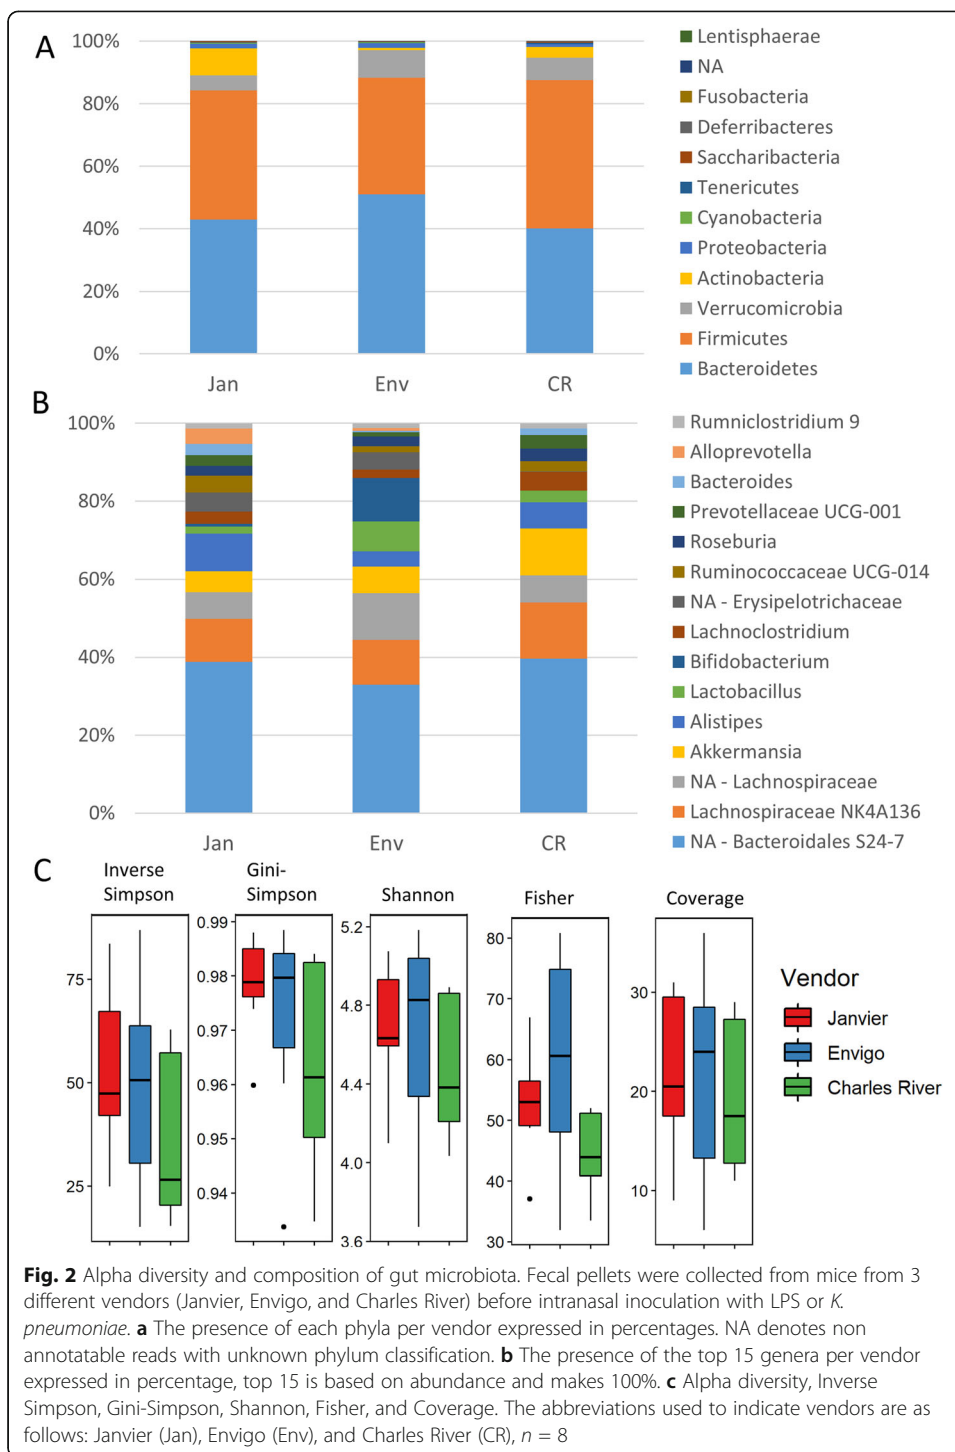 A
100%
80%
60%
40%
20%
0%
Jan
Env
CR
Lentisphaerae
NA
Fusobacteria
Deferribacteres
Saccharibacteria
Tenericutes
Cyanobacteria
Proteobacteria
Actinobacteria
Verrucomicrobia
Firmicutes
Bacteroidetes
B
100%
80%
60%
40%
20%
0%
Jan
Env
CR
Rumniclostridium 9
Alloprevotella
Bacteroides
Prevotellaceae UCG-001
Roseburia
Ruminococcaceae UCG-014
NA - Erysipelotrichaceae
Lachnoclostridium
Bifidobacterium
Lactobacillus
Alistipes
Akkermansia
NA - Lachnospiraceae
Lachnospiraceae NK4A136
NA - Bacteroidales S24-7
C
Inverse
Simpson
75
50
25
Gini-
Simpson
0.99
0.98
0.97
0.96
0.95
0.94
Shannon
5.2
4.8
4.4
4.0
3.6
Fisher
80
70
60
50
40
30
Coverage
30
20
10
Vendor
Janvier
Envigo
Charles River
Fig. 2 Alpha diversity and composition of gut microbiota. Fecal pellets were collected from mice from 3
different vendors (Janvier, Envigo, and Charles River) before intranasal inoculation with LPS or K.
pneumoniae. a The presence of each phyla per vendor expressed in percentages. NA denotes non
annotatable reads with unknown phylum classification. b The presence of the top 15 genera per vendor
expressed in percentage, top 15 is based on abundance and makes 100%. c Alpha diversity, Inverse
Simpson, Gini-Simpson, Shannon, Fisher, and Coverage. The abbreviations used to indicate vendors are as
follows: Janvier (Jan), Envigo (Env), and Charles River (CR), n = 8